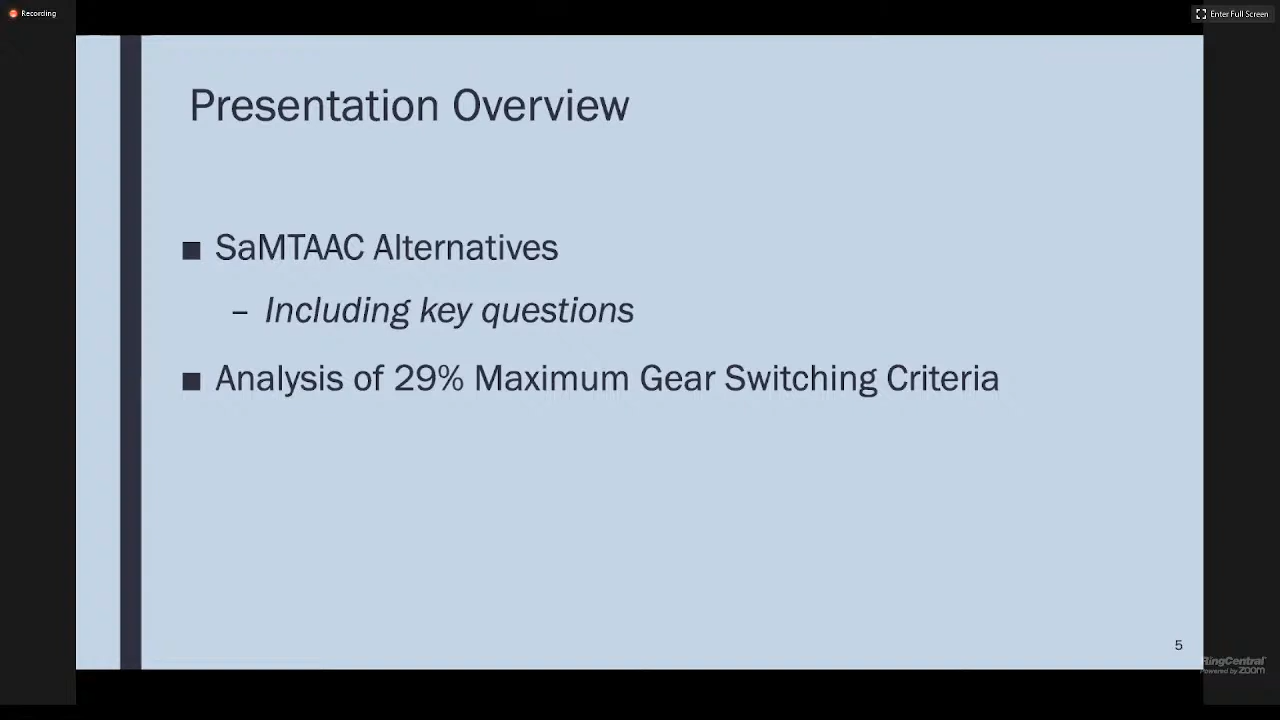 Recording
Enter Full Screen
Presentation Overview
■ SaMTAAC Alternatives
– Including key questions
■ Analysis of 29% Maximum Gear Switching Criteria
5
RingCentral
Powered by zoom